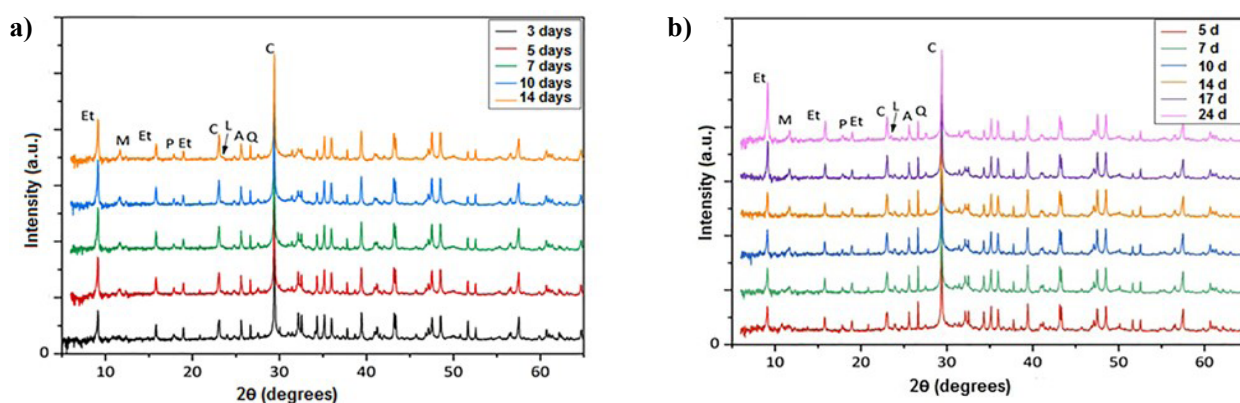 a)
3 days
5 days
7 days
10 days
14 days
Et
M
Et
P
Et
C
L
A
Q
C
Intensity (a.u.)
0
10
20
30
40
50
60
2θ (degrees)
b)
5 d
7 d
10 d
14 d
17 d
24 d
Et
M
Et
P
Et
C
L
A
Q
C
Intensity (a.u.)
0
10
20
30
40
50
60
2θ (degrees)